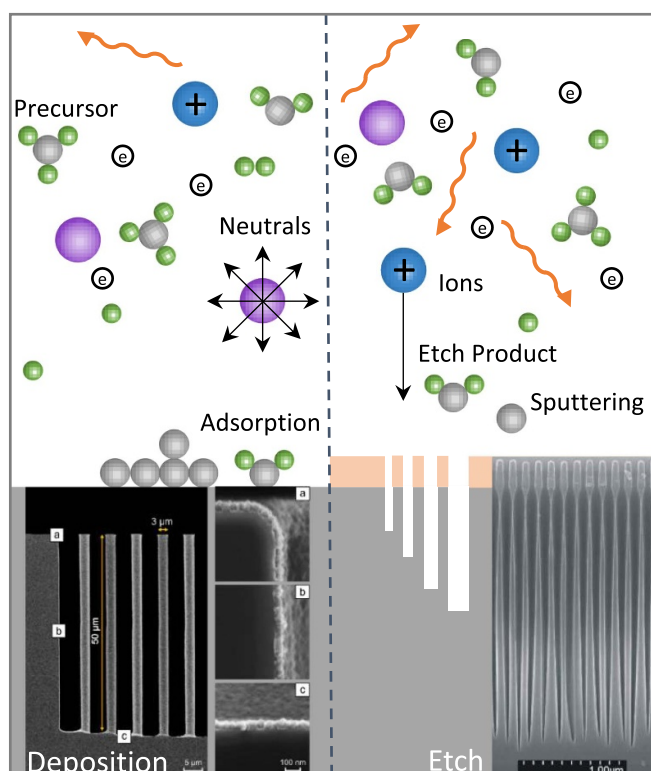 Precursor
+
e
e
Neutrals
e
Adsorption
a
3 µm
b
50 µm
c
5 µm
a
b
c
100 nm
Deposition
e
e
e
+
e
e
+
Ions
Etch Product
Sputtering
Etch
1.00µm